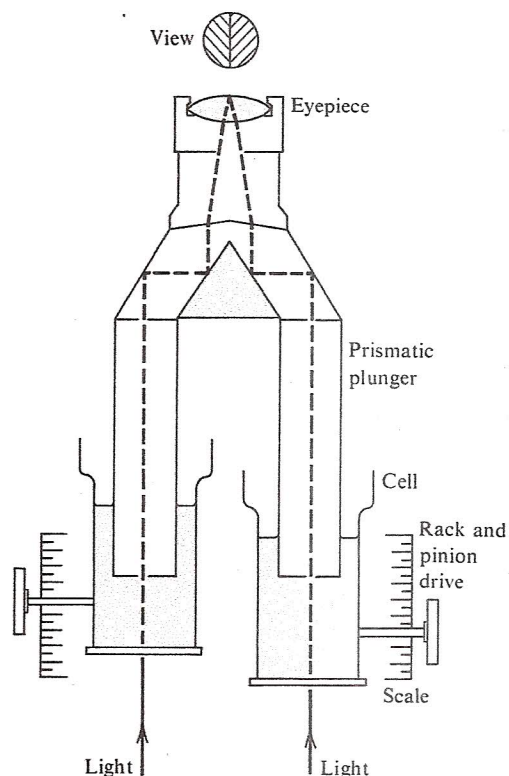 View
Eyepiece
Prismatic
plunger
Cell
Rack and
pinion
drive
Scale
Light
Light